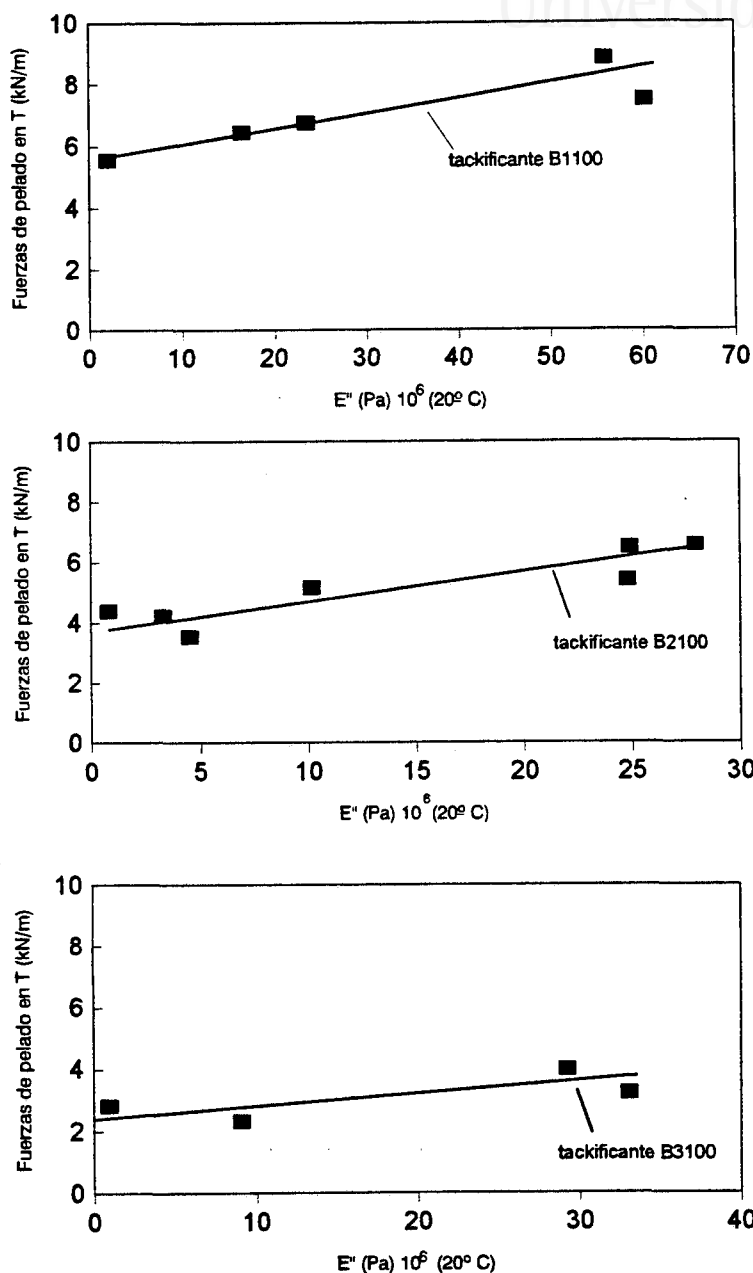 Universid
Fuerzas de pelado en T (kN/m)
10
8
6
4
2
0
tackificante B1100
0 10 20 30 40 50 60 70
E" (Pa) 10⁶ (20º C)
Fuerzas de pelado en T (kN/m)
10
8
6
4
2
0
tackificante B2100
0 5 10 15 20 25 30
E" (Pa) 10⁶ (20º C)
Fuerzas de pelado en T (kN/m)
10
8
6
4
2
0
tackificante B3100
0 10 20 30 40
E" (Pa) 10⁶ (20º C)